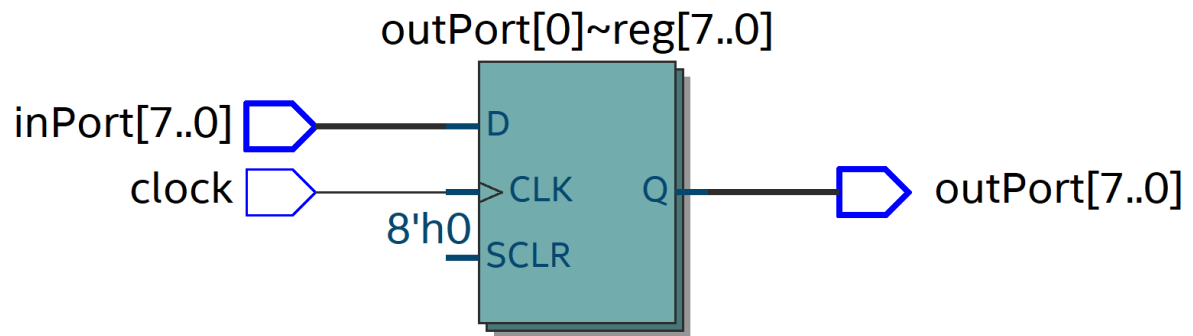 outPort[0]~reg[7..0]
inPort[7..0]
D
clock
CLK
Q
outPort[7..0]
8'h0
SCLR